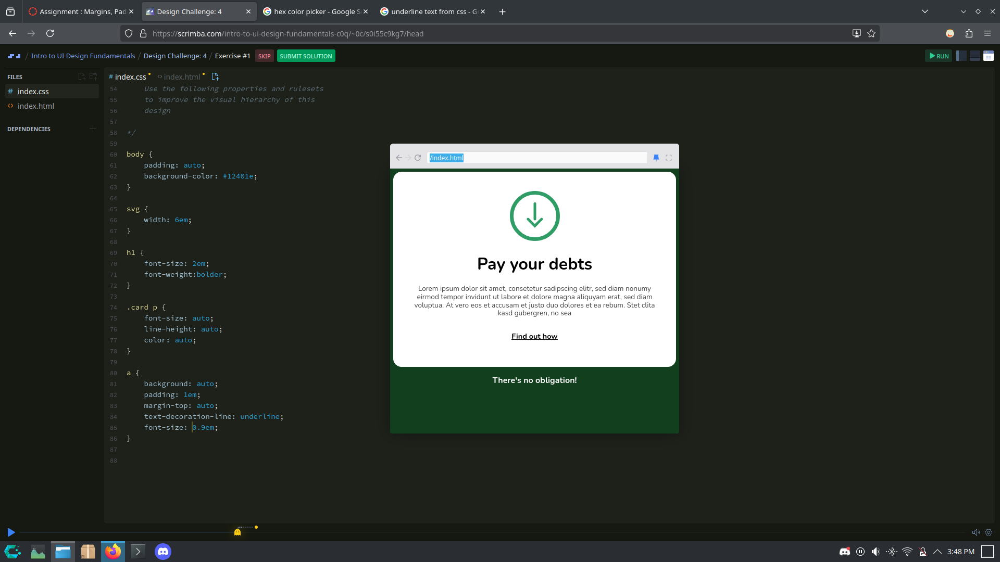 Assignment : Margins, Pad
Design Challenge: 4
hex color picker - Google S
underline text from css - G
https://scrimba.com/intro-to-ui-design-fundamentals-c0q/~0c/s0i55c9kg7/head
/ Intro to UI Design Fundamentals / Design Challenge: 4 / Exercise #1 SKIP SUBMIT SOLUTION
RUN
FILES
# index.css
<> index.html
DEPENDENCIES
# index.css
<> index.html
54 Use the following properties and rulesets
55 to improve the visual hierarchy of this
56 design
57
58 */
59
60 body {
61 padding: auto;
62 background-color: #12401e;
63 }
64
65 svg {
66 width: 6em;
67 }
68
69 h1 {
70 font-size: 2em;
71 font-weight:bolder;
72 }
73
74 .card p {
75 font-size: auto;
76 line-height: auto;
77 color: auto;
78 }
79
80 a {
81 background: auto;
82 padding: 1em;
83 margin-top: auto;
84 text-decoration-line: underline;
85 font-size: 0.9em;
86 }
87
88
/index.html
Pay your debts
Lorem ipsum dolor sit amet, consetetur sadipscing elitr, sed diam nonumy
eirmod tempor invidunt ut labore et dolore magna aliquyam erat, sed diam
voluptua. At vero eos et accusam et justo duo dolores et ea rebum. Stet clita
kasd gubergren, no sea
Find out how
There's no obligation!
3:48 PM